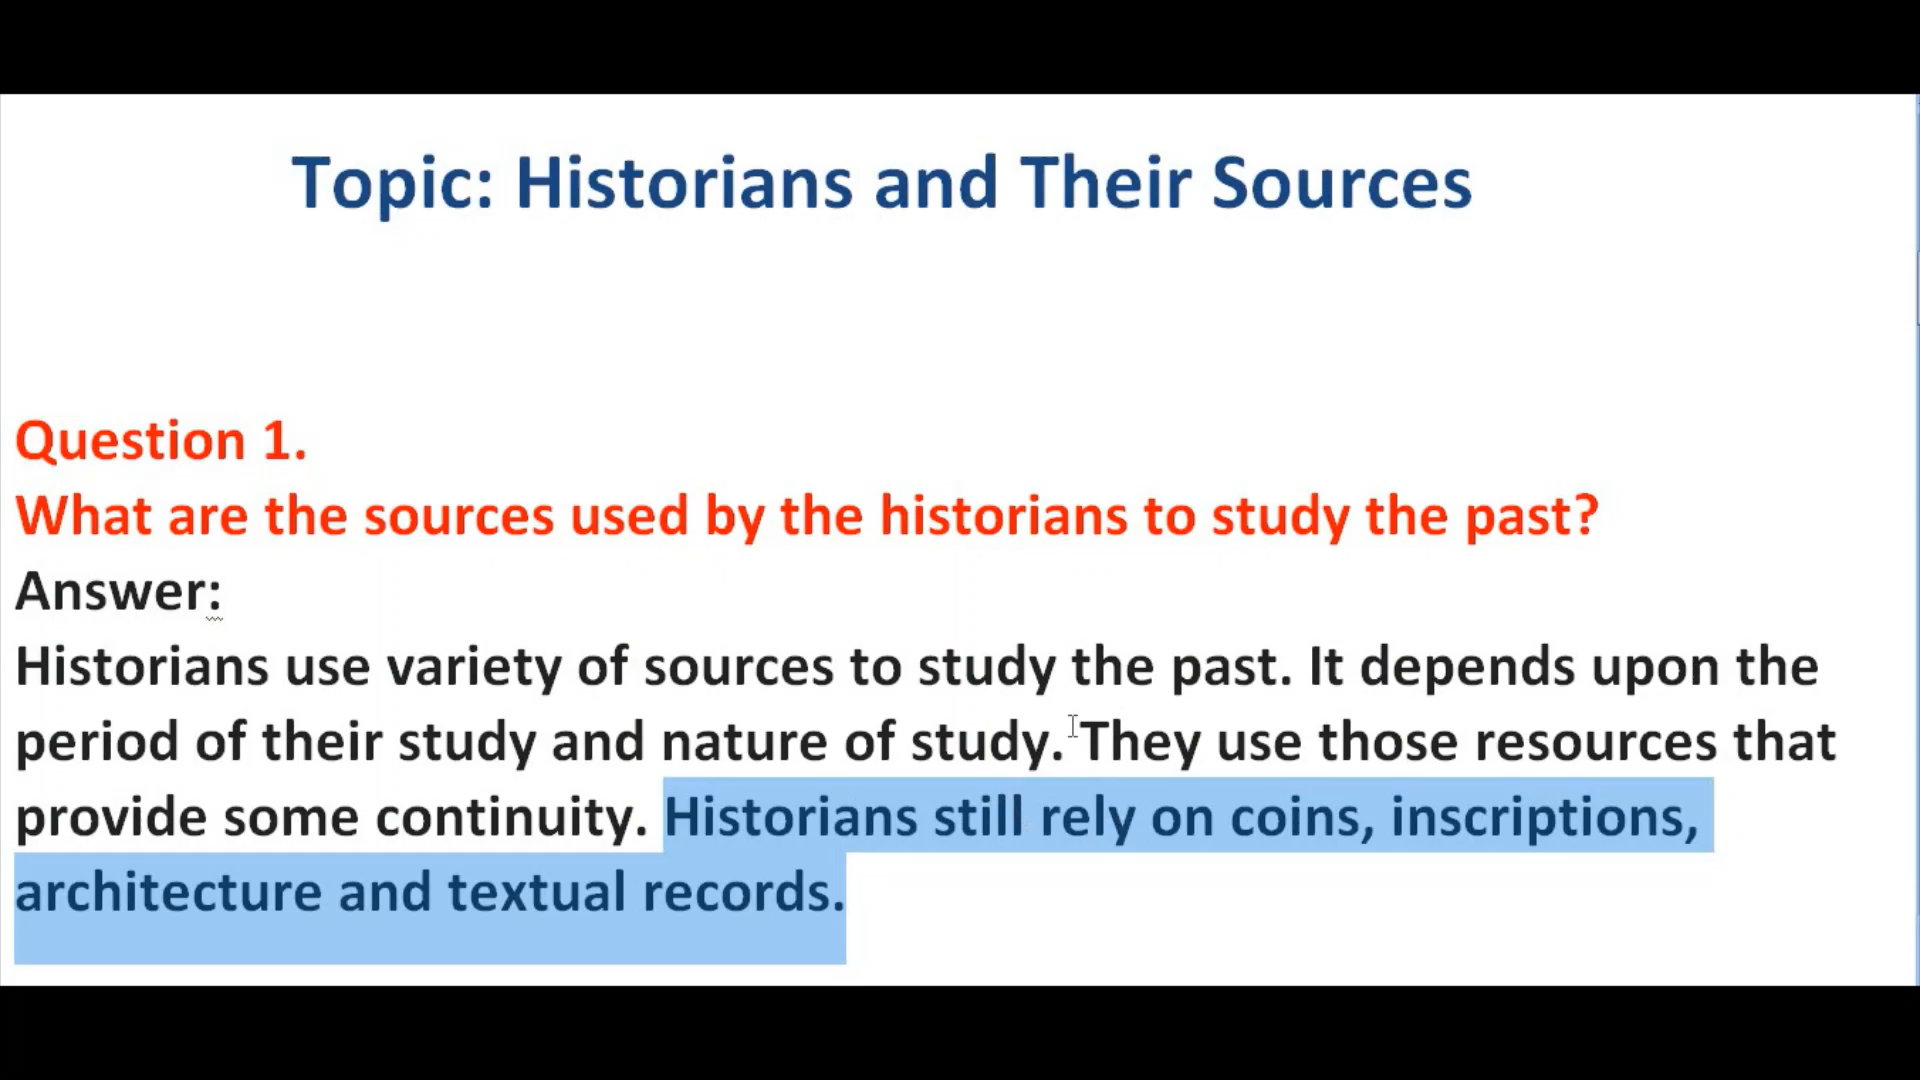 Topic: Historians and Their Sources
Question 1.
What are the sources used by the historians to study the past?
Answer:
Historians use variety of sources to study the past. It depends upon the
period of their study and nature of study. They use those resources that
provide some continuity. Historians still rely on coins, inscriptions,
architecture and textual records.